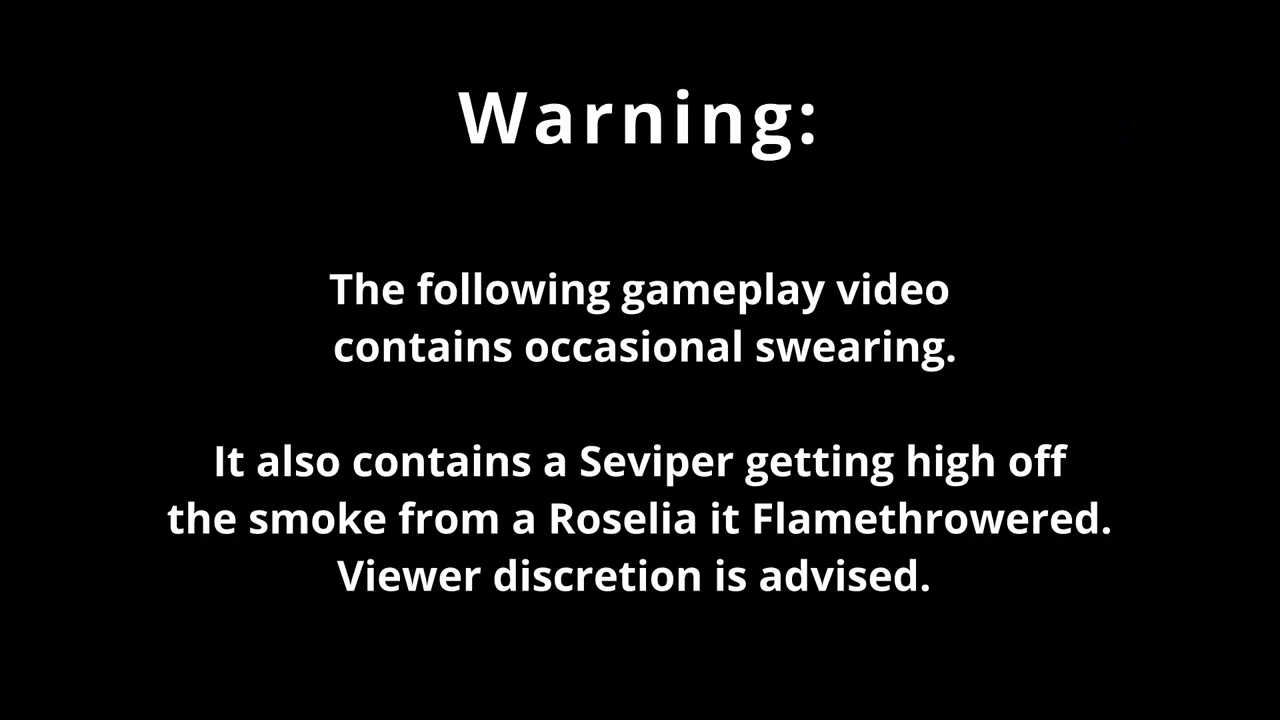 Warning:
The following gameplay video
contains occasional swearing.
It also contains a Seviper getting high off
the smoke from a Roselia it Flamethrowered.
Viewer discretion is advised.